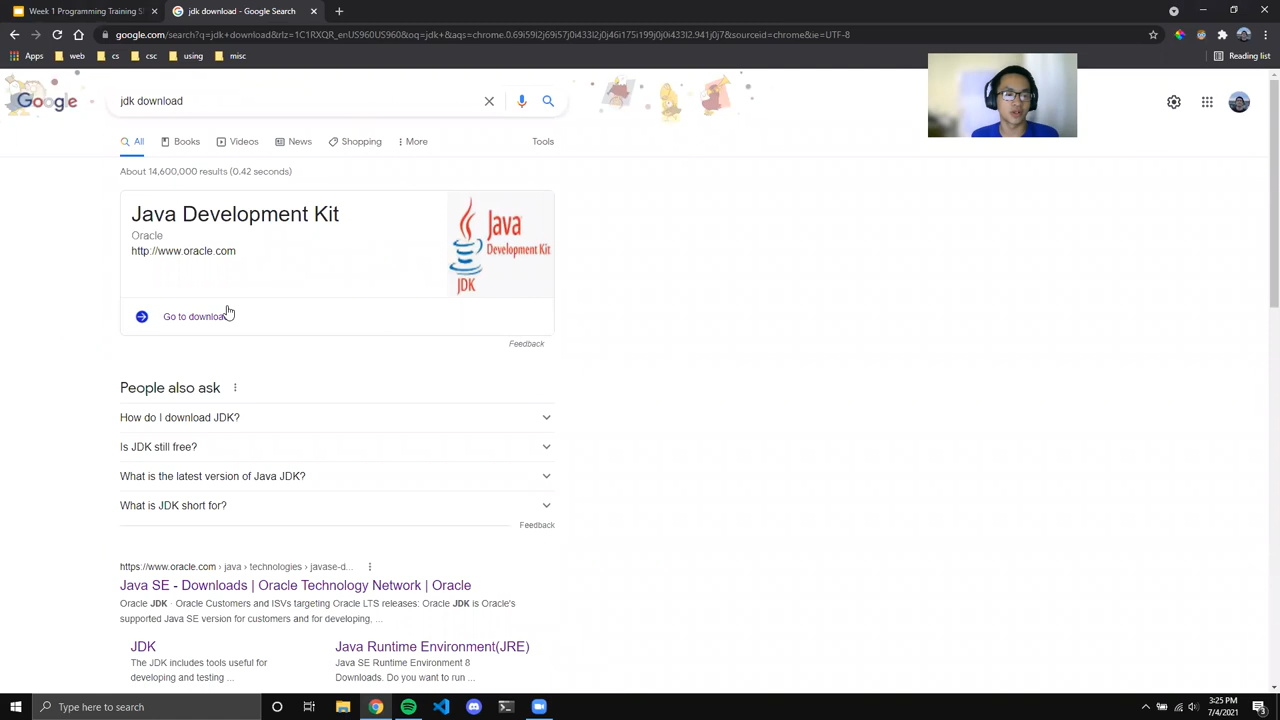 Week 1 Programming Training S
jdk download - Google Search
google.com/search?q=jdk+download&rlz=1C1RXQR_enUS960US960&oq=jdk+&aqs=chrome.0.69i59l2j69i57j0i433l2j0j46i175i199j0j0i433l2.941j0j7&sourceid=chrome&ie=UTF-8
Apps
web
cs
using
misc
Reading list
Google
jdk download
All
Books
Videos
News
Shopping
More
Tools
About 14,600,000 results (0.42 seconds)
Java Development Kit
Oracle
http://www.oracle.com
Java
Development Kit
JDK
Go to download
Feedback
People also ask
How do I download JDK?
Is JDK still free?
What is the latest version of Java JDK?
What is JDK short for?
Feedback
https://www.oracle.com › java › technologies › javase-d...
Java SE - Downloads | Oracle Technology Network | Oracle
Oracle JDK · Oracle Customers and ISVs targeting Oracle LTS releases: Oracle JDK is Oracle's
supported Java SE version for customers and for developing, ...
JDK
The JDK includes tools useful for
developing and testing ...
Java Runtime Environment(JRE)
Java SE Runtime Environment 8
Downloads. Do you want to run ...
Type here to search
3:25 PM
7/4/2021
3